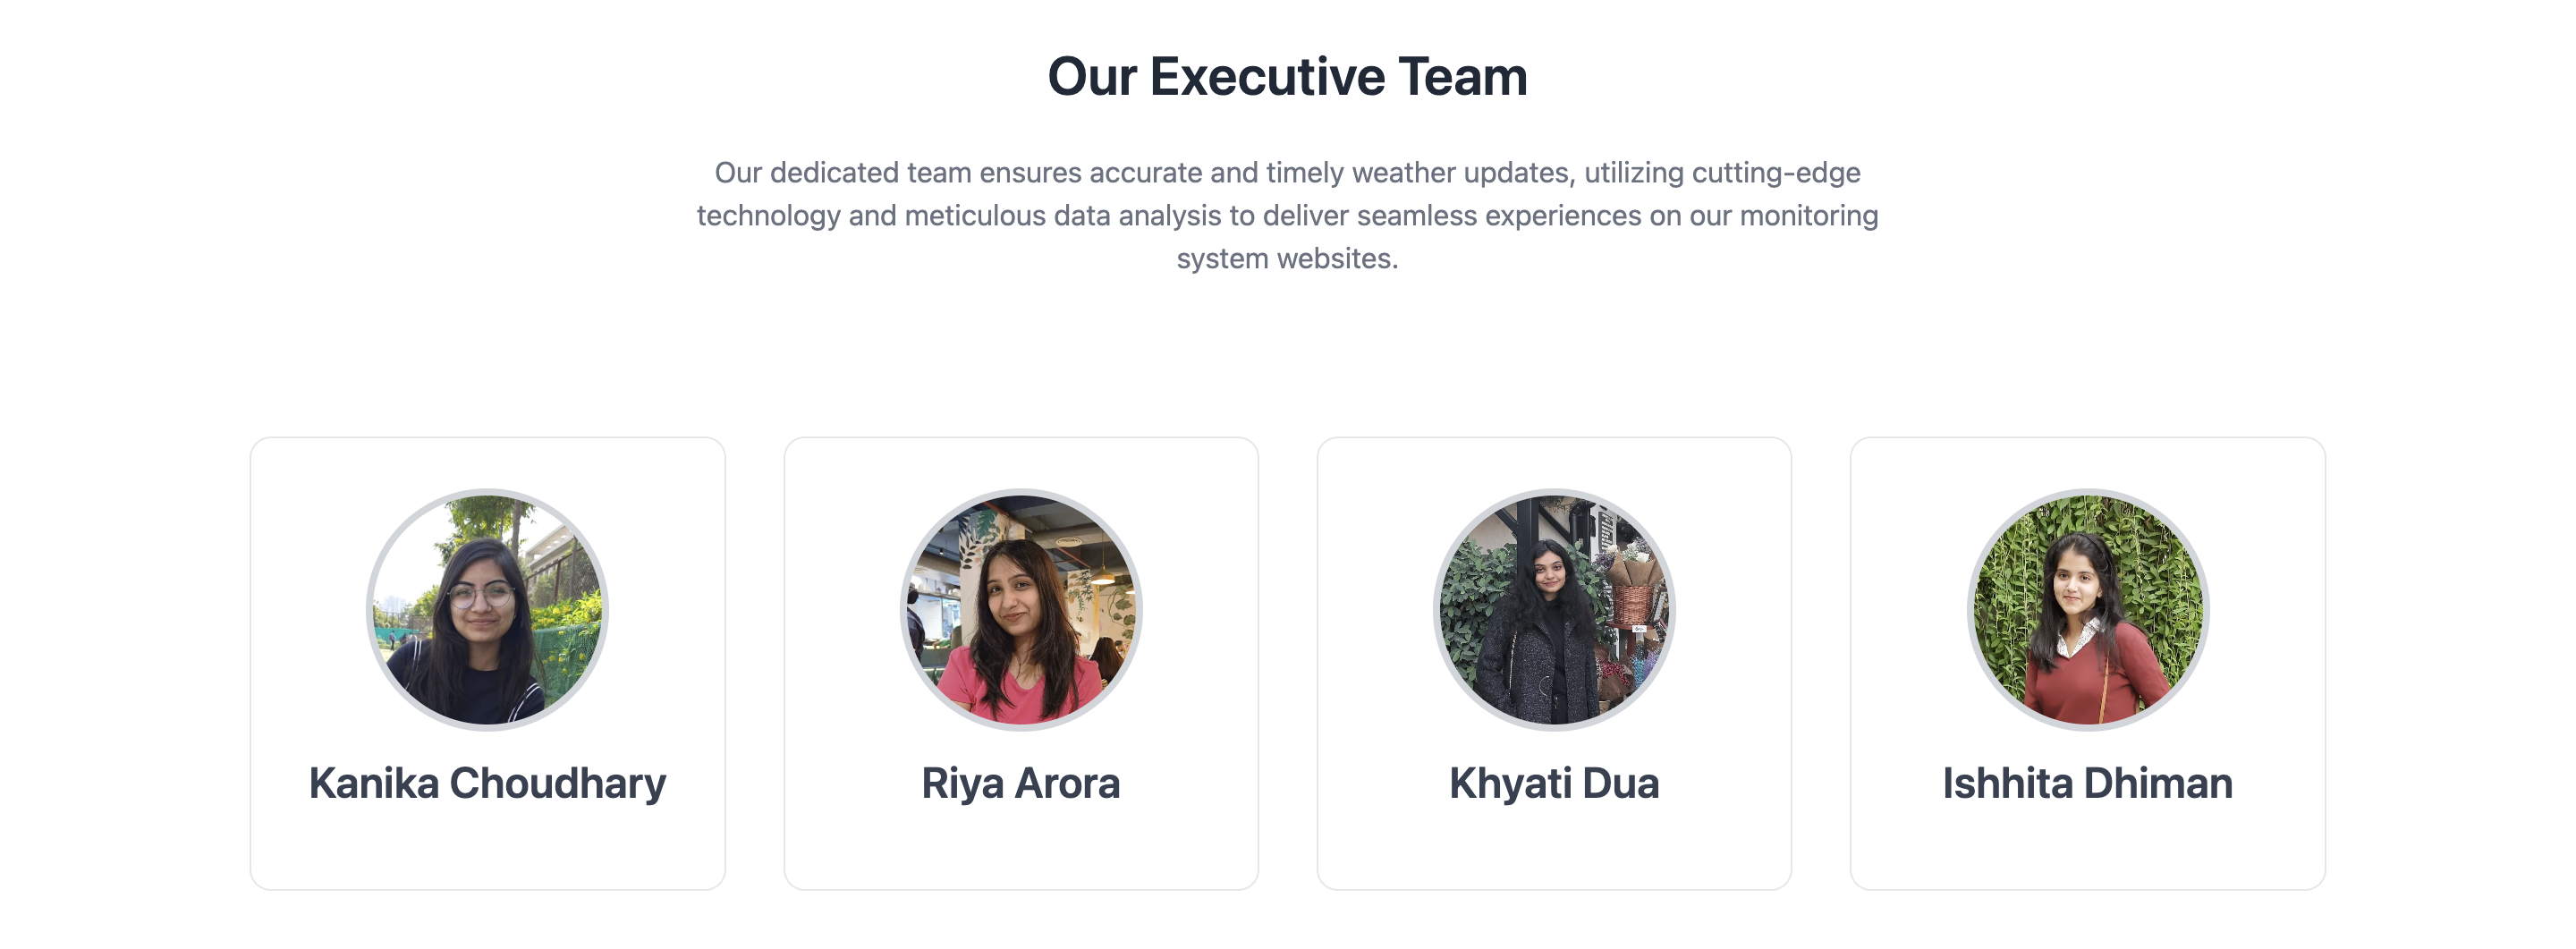 Our Executive Team
Our dedicated team ensures accurate and timely weather updates, utilizing cutting-edge
technology and meticulous data analysis to deliver seamless experiences on our monitoring
system websites.
Kanika Choudhary
Riya Arora
Khyati Dua
Ishhita Dhiman